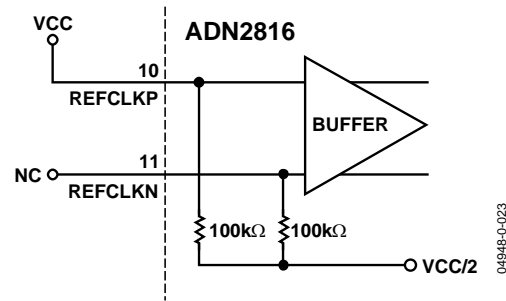 VCC
ADN2816
10
REFCLKP
BUFFER
11
NC
REFCLKN
100kΩ
100kΩ
VCC/2
04948-0-023